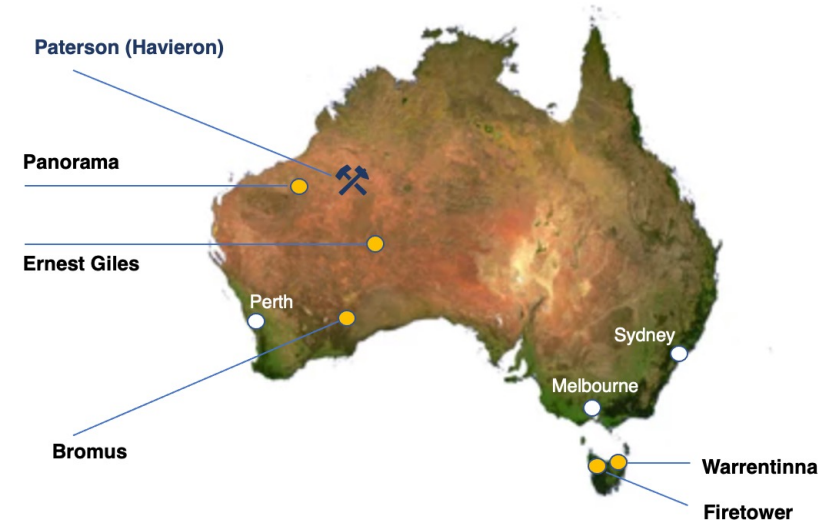 Paterson (Havieron)
Panorama
Ernest Giles
Perth
Sydney
Melbourne
Bromus
Warrentinna
Firetower